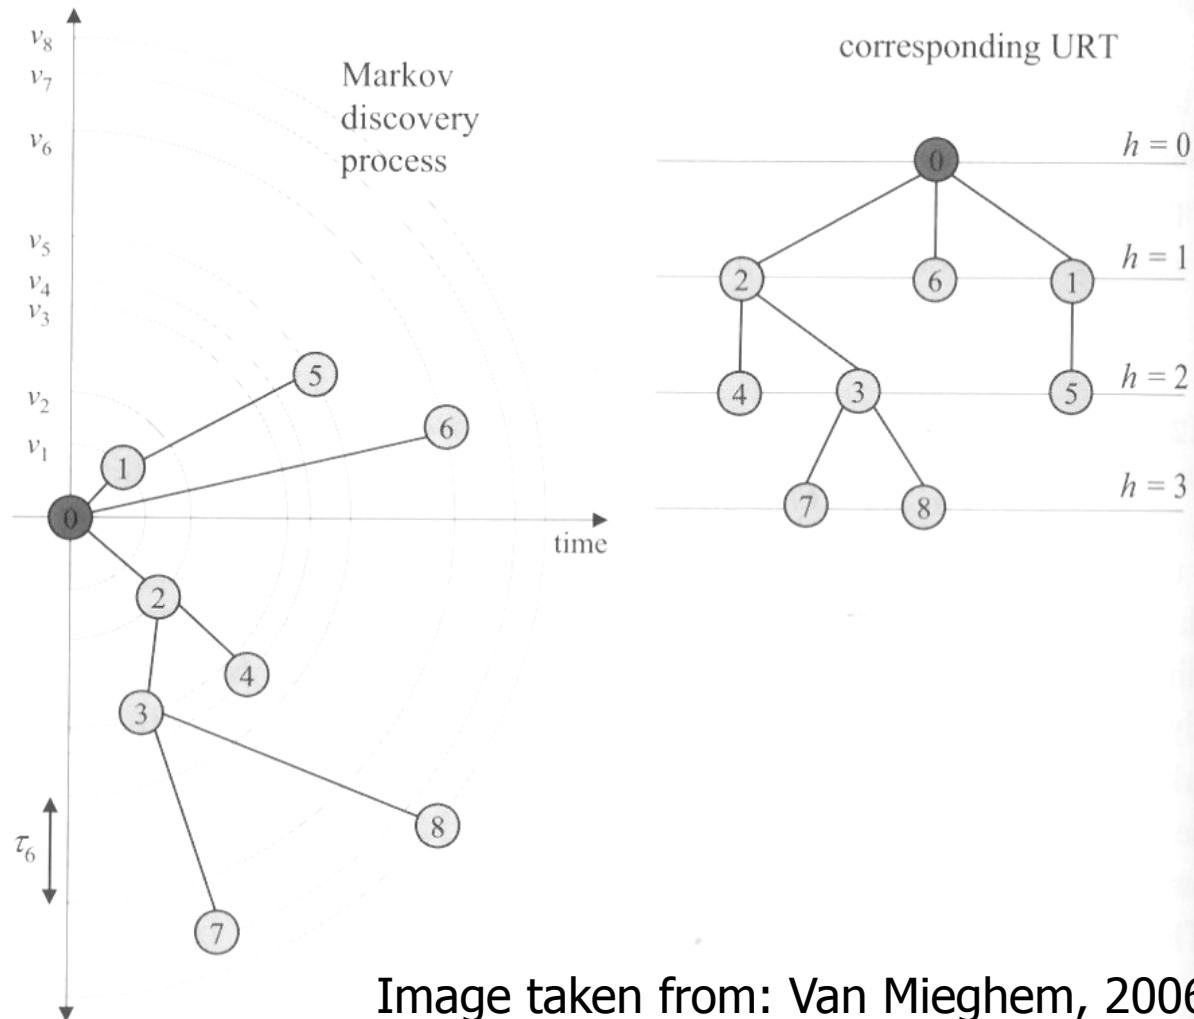 v8
v7
v6
v5
v4
v3
v2
v1
Markov
discovery
process
5
6
1
0
time
2
4
3
8
τ6
7
corresponding URT
0
h = 0
2
6
1
h = 1
4
3
5
h = 2
7
8
h = 3
Image taken from: Van Mieghem, 2006